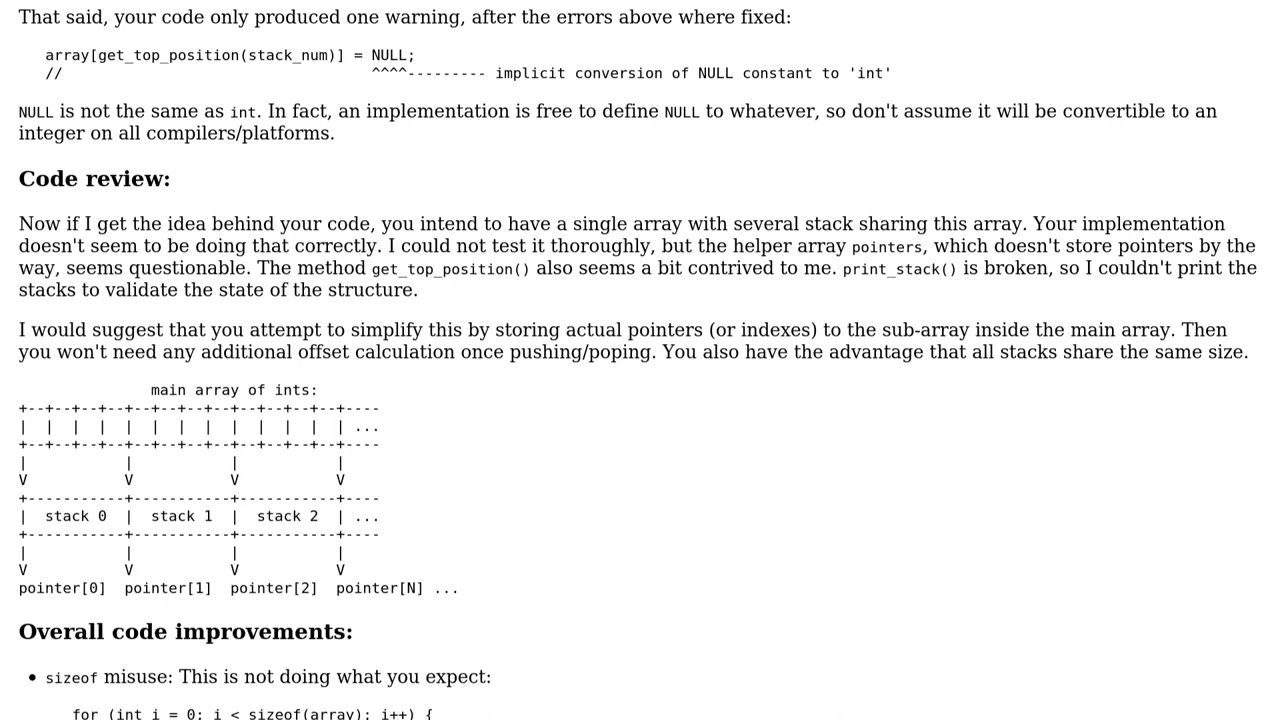 That said, your code only produced one warning, after the errors above where fixed:
array[get_top_position(stack_num)] = NULL;
//                                   ^^^^--------- implicit conversion of NULL constant to 'int'
NULL is not the same as int. In fact, an implementation is free to define NULL to whatever, so don't assume it will be convertible to an
integer on all compilers/platforms.
Code review:
Now if I get the idea behind your code, you intend to have a single array with several stack sharing this array. Your implementation
doesn't seem to be doing that correctly. I could not test it thoroughly, but the helper array pointers, which doesn't store pointers by the
way, seems questionable. The method get_top_position() also seems a bit contrived to me. print_stack() is broken, so I couldn't print the
stacks to validate the state of the structure.
I would suggest that you attempt to simplify this by storing actual pointers (or indexes) to the sub-array inside the main array. Then
you won't need any additional offset calculation once pushing/poping. You also have the advantage that all stacks share the same size.
               main array of ints:
+--+--+--+--+--+--+--+--+--+--+--+--+----
|  |  |  |  |  |  |  |  |  |  |  |  | ...
+--+--+--+--+--+--+--+--+--+--+--+--+----
|           |           |           |
V           V           V           V
+-----------+-----------+-----------+----
|  stack 0  |  stack 1  |  stack 2  | ...
+-----------+-----------+-----------+----
|           |           |           |
V           V           V           V
pointer[0]  pointer[1]  pointer[2]  pointer[N] ...
Overall code improvements:
• sizeof misuse: This is not doing what you expect:
for (int i = 0; i < sizeof(array); i++) {